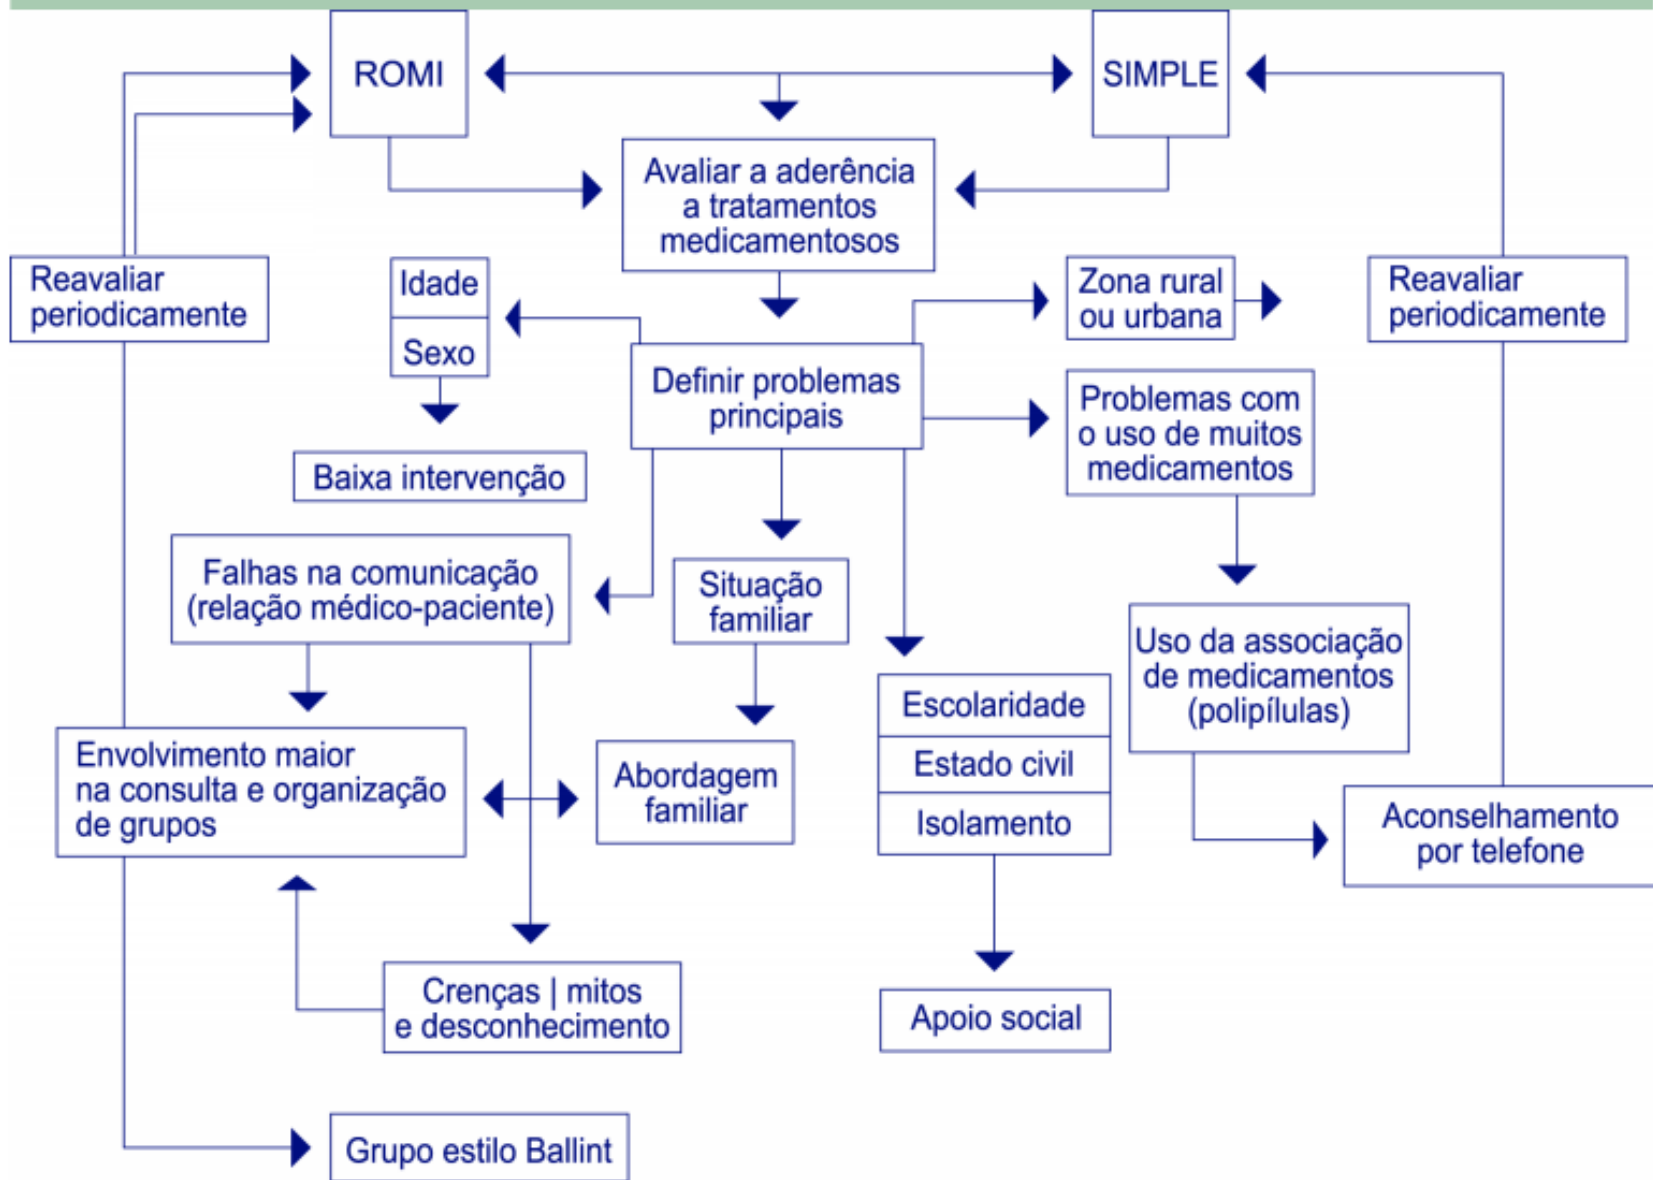 ROMI
SIMPLE
Avaliar a aderência
a tratamentos
medicamentosos
Reavaliar
periodicamente
Idade
Sexo
Zona rural
ou urbana
Reavaliar
periodicamente
Definir problemas
principais
Problemas com
o uso de muitos
medicamentos
Baixa intervenção
Falhas na comunicação
(relação médico-paciente)
Situação
familiar
Uso da associação
de medicamentos
(polipílulas)
Escolaridade
Estado civil
Isolamento
Envolvimento maior
na consulta e organização
de grupos
Abordagem
familiar
Aconselhamento
por telefone
Crenças | mitos
e desconhecimento
Apoio social
Grupo estilo Ballint